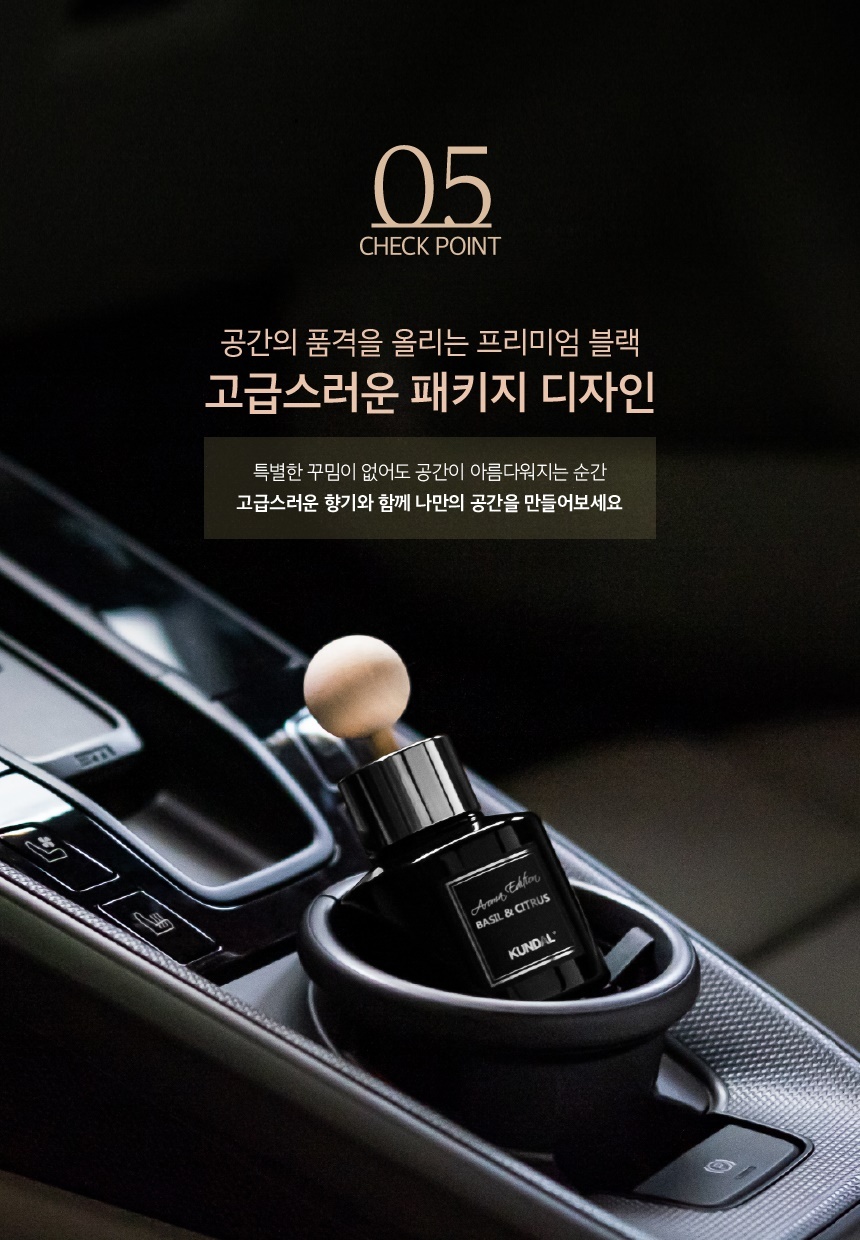 05
CHECK POINT
공간의 품격을 올리는 프리미엄 블랙
고급스러운 패키지 디자인
특별한 꾸밈이 없어도 공간이 아름다워지는 순간
고급스러운 향기와 함께 나만의 공간을 만들어보세요
Aroma Edition
BASIL & CITRUS
KUNDAL